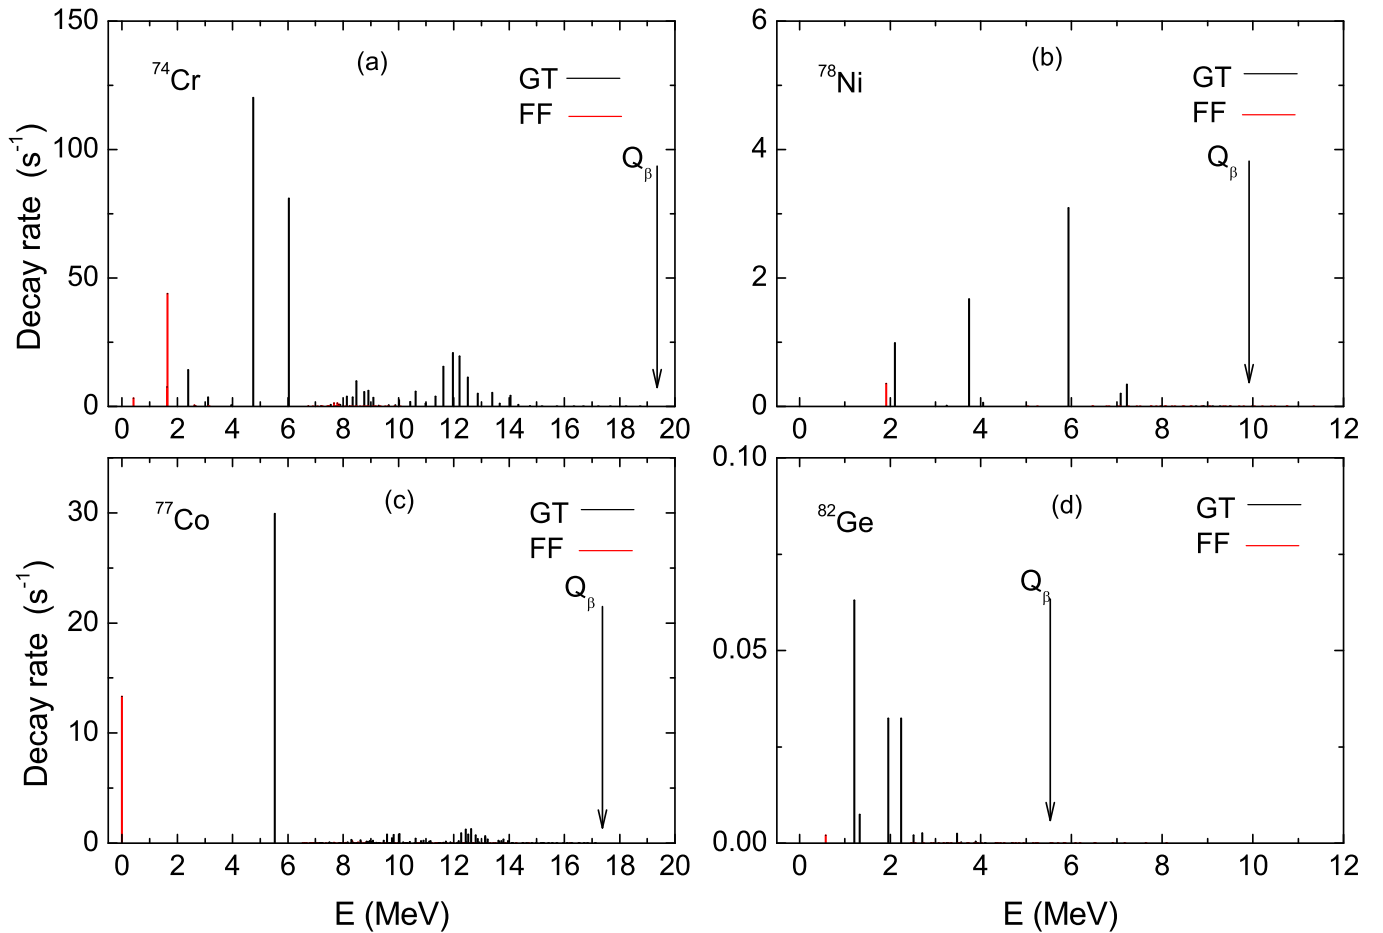 (a)
⁷⁴Cr
GT
FF
Qβ
Decay rate (s⁻¹)
150
100
50
0
0 2 4 6 8 10 12 14 16 18 20
(b)
⁷⁸Ni
GT
FF
Qβ
6
4
2
0
0 2 4 6 8 10 12
(c)
⁷⁷Co
GT
FF
Qβ
Decay rate (s⁻¹)
30
20
10
0
0 2 4 6 8 10 12 14 16 18 20
E (MeV)
(d)
⁸²Ge
GT
FF
Qβ
0.10
0.05
0.00
0 2 4 6 8 10 12
E (MeV)